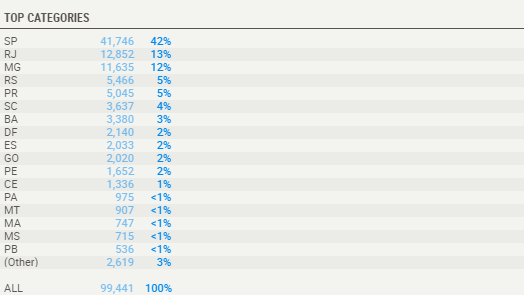 TOP CATEGORIES
SP 41,746 42%
RJ 12,852 13%
MG 11,635 12%
RS 5,466 5%
PR 5,045 5%
SC 3,637 4%
BA 3,380 3%
DF 2,140 2%
ES 2,033 2%
GO 2,020 2%
PE 1,652 2%
CE 1,336 1%
PA 975 <1%
MT 907 <1%
MA 747 <1%
MS 715 <1%
PB 536 <1%
(Other) 2,619 3%
ALL 99,441 100%